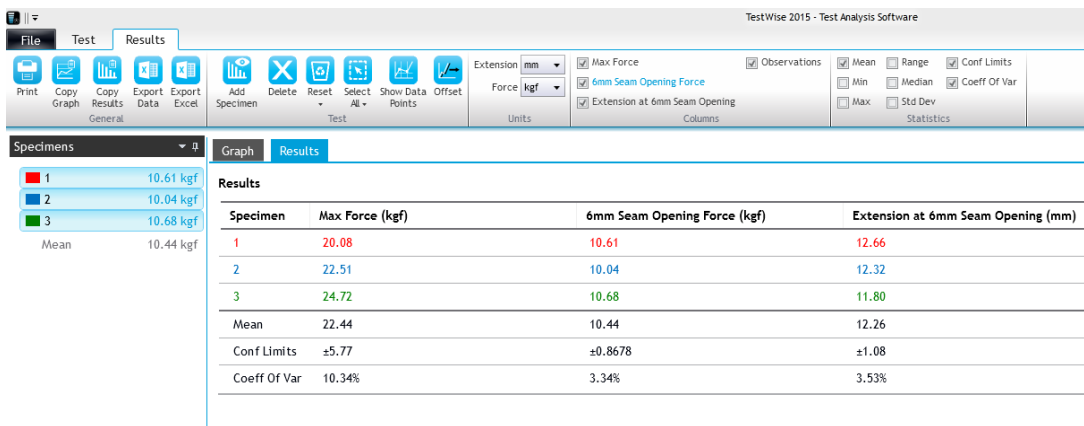 TestWise 2015 - Test Analysis Software
File Test Results
Print Copy Graph Copy Results Export Data Export Excel
General
Add Specimen Delete Reset Select All Show Data Points Offset
Test
Extension mm
Force kgf
Units
Max Force Observations
6mm Seam Opening Force
Extension at 6mm Seam Opening
Columns
Mean Range Conf Limits
Min Median Coeff Of Var
Max Std Dev
Statistics
Specimens
1 10.61 kgf
2 10.04 kgf
3 10.68 kgf
Mean 10.44 kgf
Graph Results
Results
Specimen Max Force (kgf) 6mm Seam Opening Force (kgf) Extension at 6mm Seam Opening (mm)
1 20.08 10.61 12.66
2 22.51 10.04 12.32
3 24.72 10.68 11.80
Mean 22.44 10.44 12.26
Conf Limits ±5.77 ±0.8678 ±1.08
Coeff Of Var 10.34% 3.34% 3.53%